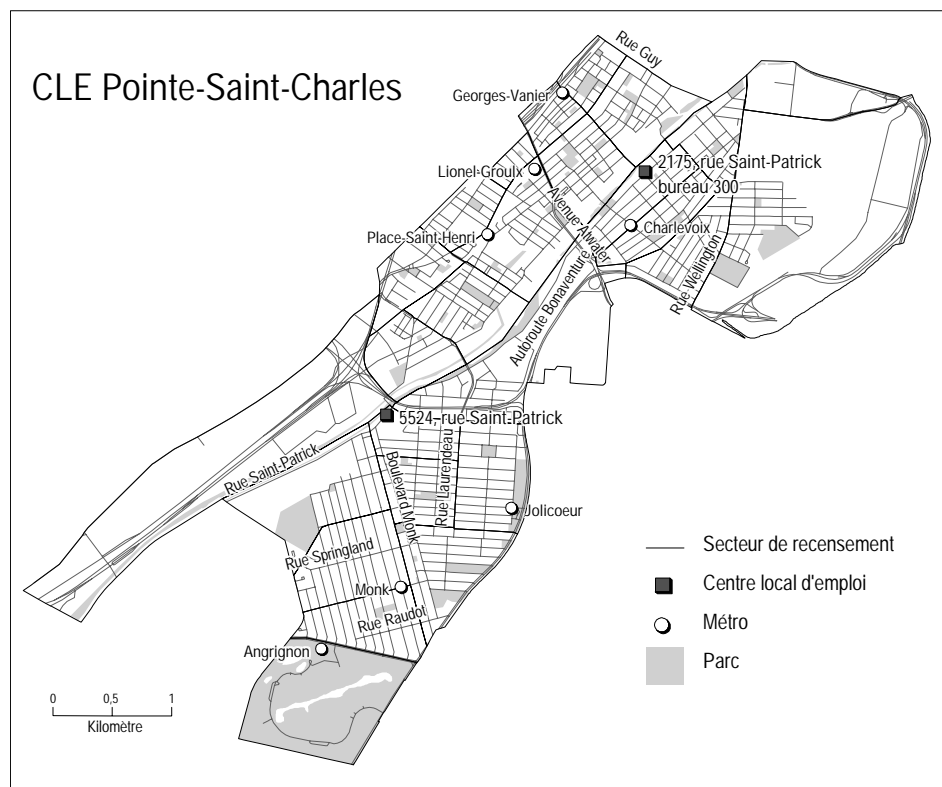 CLE Pointe-Saint-Charles
Rue Guy
Georges-Vanier
Lionel-Groulx
2175, rue Saint-Patrick
bureau 300
Avenue Atwater
Place-Saint-Henri
Charlevoix
Rue Wellington
Autoroute Bonaventure
5524, rue Saint-Patrick
Rue Saint-Patrick
Boulevard Monk
Rue Laurendeau
Jolicoeur
Rue Springland
Monk
Rue Raudot
Angrignon
Secteur de recensement
Centre local d'emploi
Métro
Parc
0 0,5 1
Kilomètre